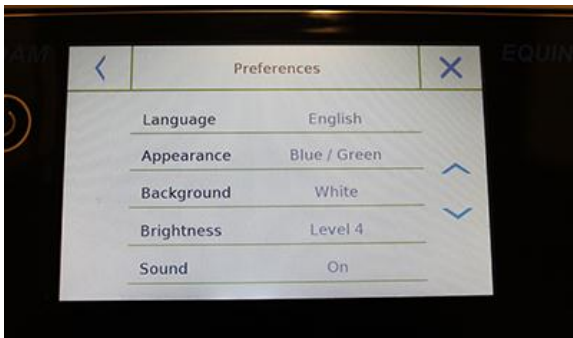 Preferences
Language English
Appearance Blue / Green
Background White
Brightness Level 4
Sound On